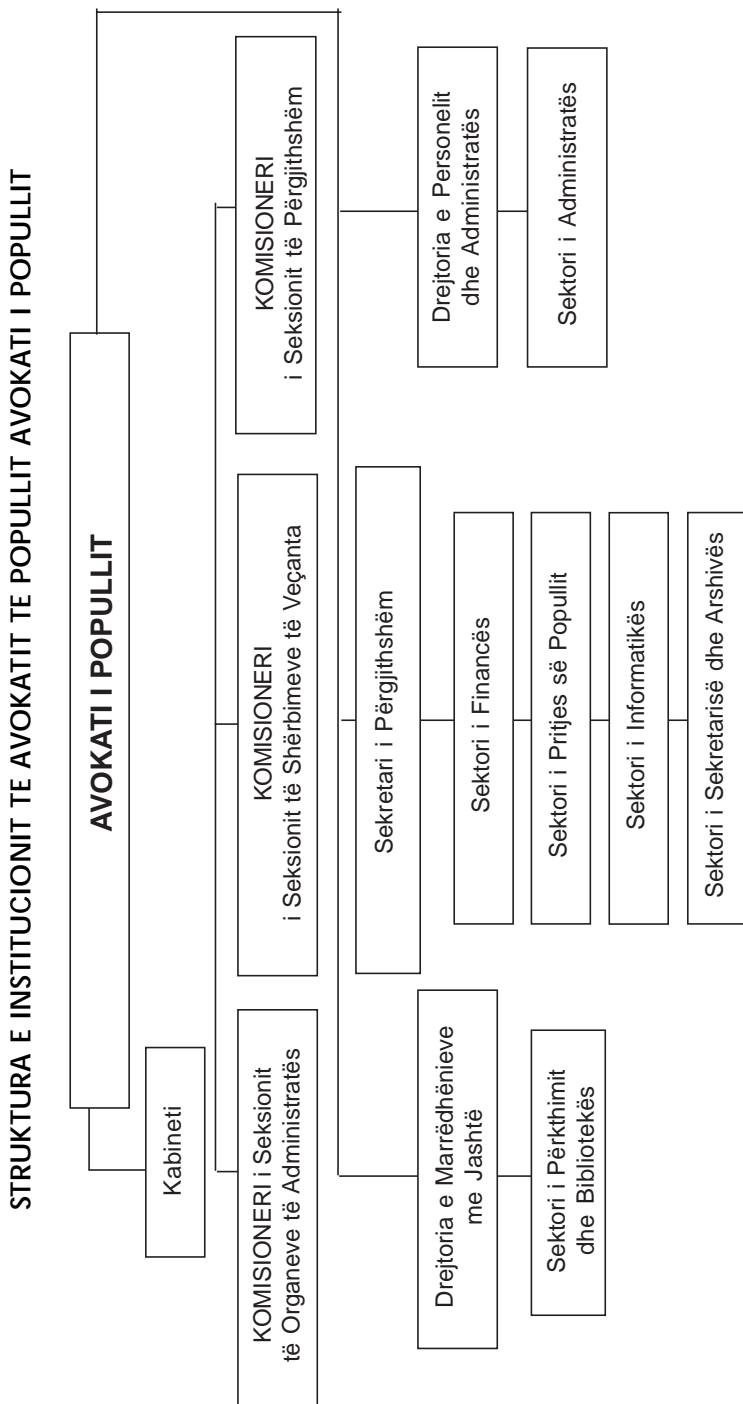 STRUKTURA E INSTITUCIONIT TE AVOKATIT TE POPULLIT AVOKATI I POPULLIT
AVOKATI I POPULLIT
Kabineti
KOMISIONERI i Seksionit
të Organeve të Administratës
KOMISIONERI
i Seksionit të Shërbimeve të Veçanta
KOMISIONERI
i Seksionit të Përgjithshëm
Drejtoria e Marrëdhënieve
me Jashtë
Sektori i Përkthimit
dhe Bibliotekës
Sekretari i Përgjithshëm
Sektori i Financës
Sektori i Pritjes së Popullit
Sektori i Informatikës
Sektori i Sekretarisë dhe Arshivës
Drejtoria e Personelit
dhe Administratës
Sektori i Administratës